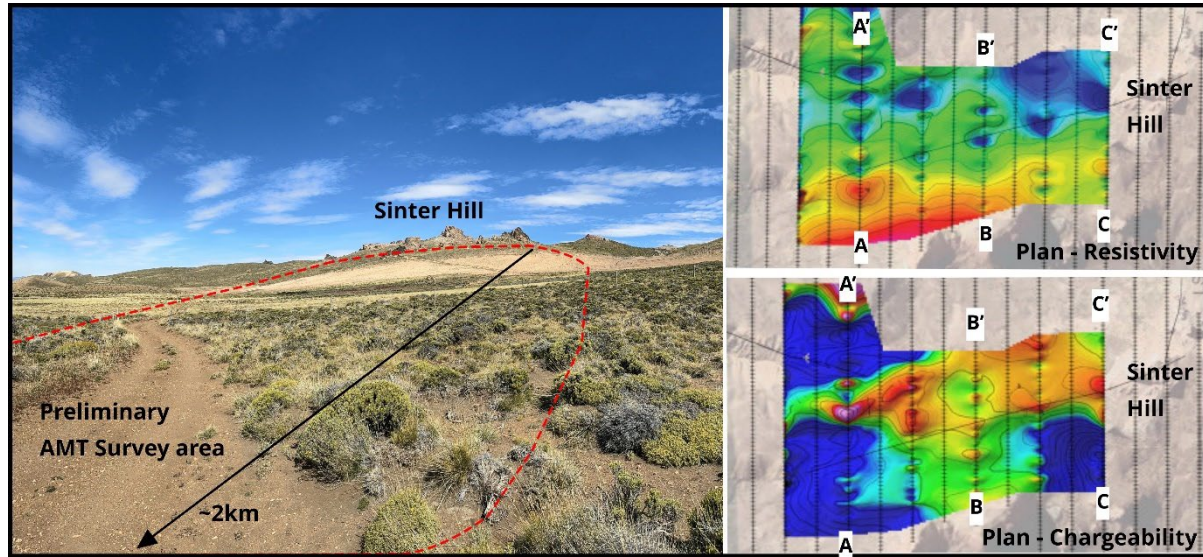 Sinter Hill
Preliminary
AMT Survey area
~2km
A'
B'
C'
Sinter
Hill
A
B
C
Plan - Resistivity
A'
B'
C'
Sinter
Hill
A
B
C
Plan - Chargeability